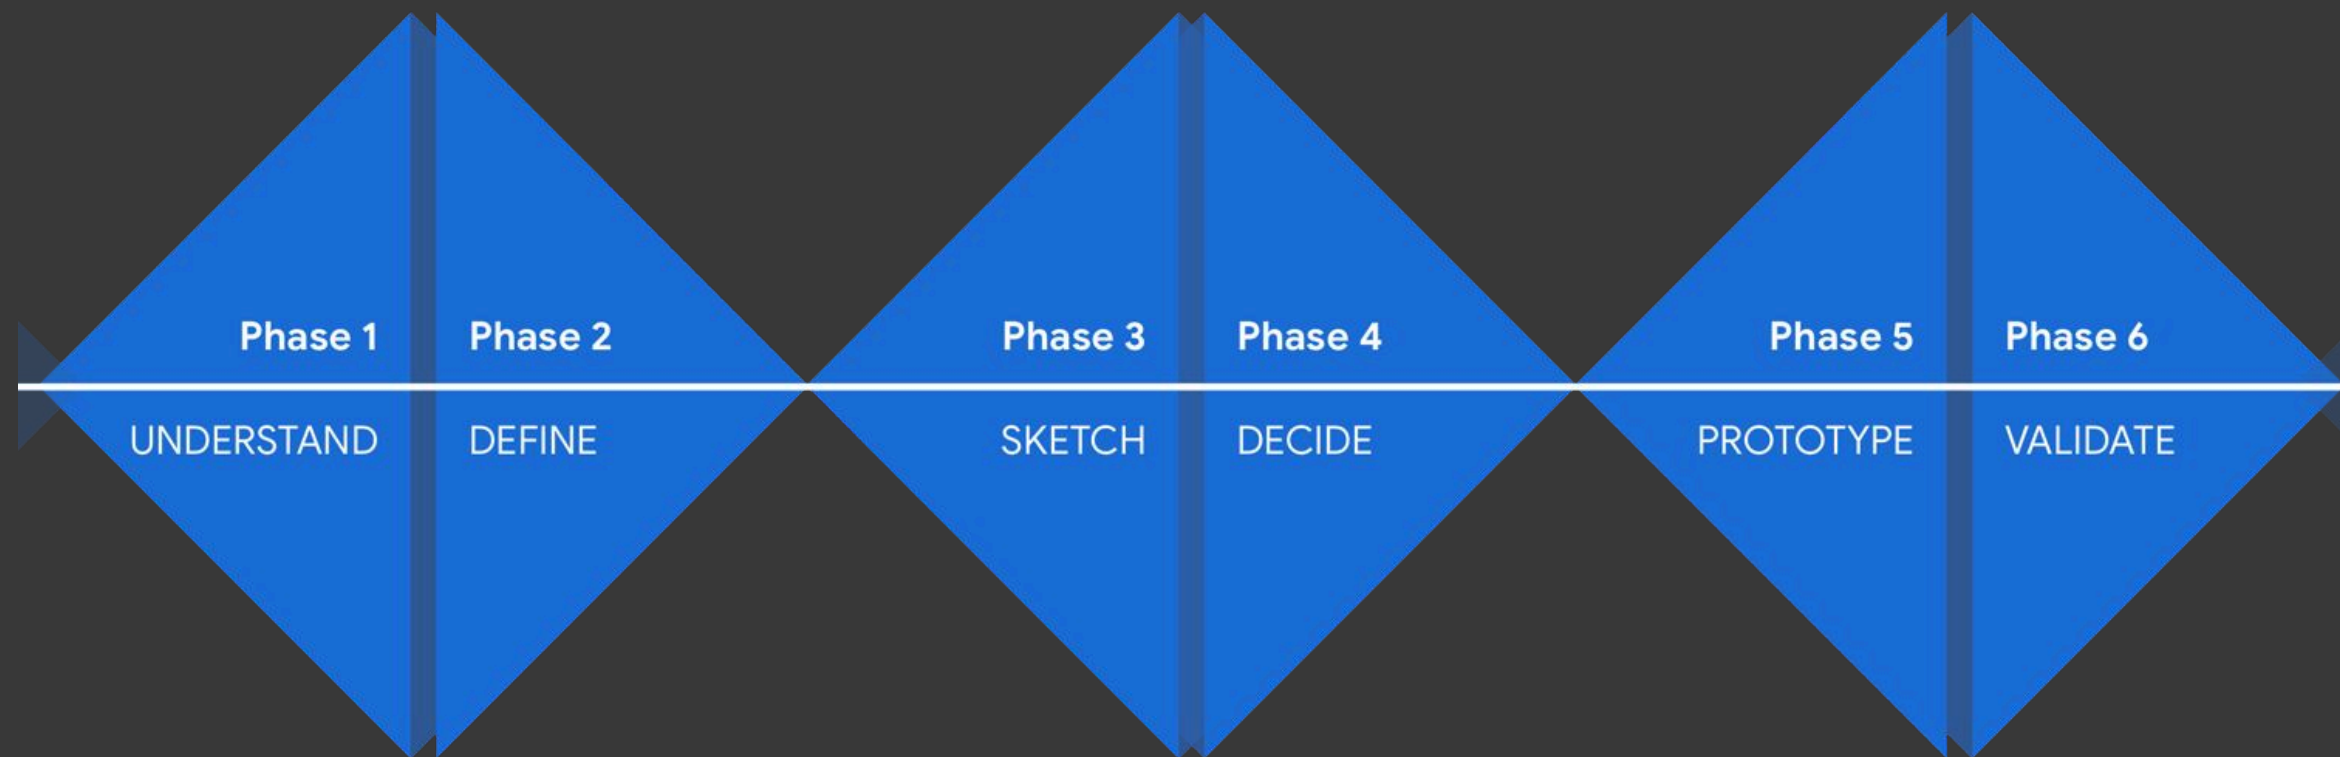 Phase 1
Phase 2
Phase 3
Phase 4
Phase 5
Phase 6
UNDERSTAND
DEFINE
SKETCH
DECIDE
PROTOTYPE
VALIDATE